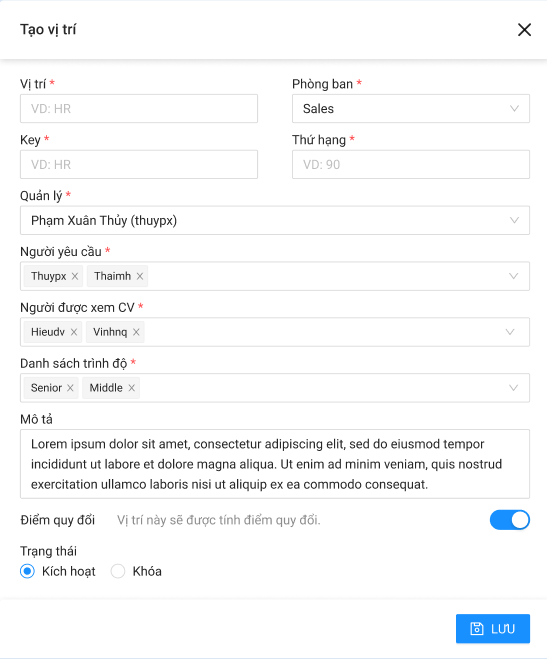 Tạo vị trí
Vị trí *
Phòng ban *
VD: HR
Sales
Key *
Thứ hạng *
VD: HR
VD: 90
Quản lý *
Phạm Xuân Thủy (thuypx)
Người yêu cầu *
Thuypx Thaimh
Người được xem CV *
Hieudv Vinhnq
Danh sách trình độ *
Senior Middle
Mô tả
Lorem ipsum dolor sit amet, consectetur adipiscing elit, sed do eiusmod tempor
incididunt ut labore et dolore magna aliqua. Ut enim ad minim veniam, quis nostrud
exercitation ullamco laboris nisi ut aliquip ex ea commodo consequat.
Điểm quy đổi Vị trí này sẽ được tính điểm quy đổi.
Trạng thái
Kích hoạt Khóa
LƯU